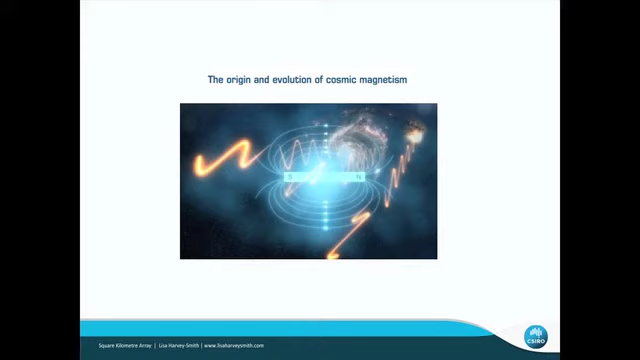 The origin and evolution of cosmic magnetism
S N
Square Kilometre Array | Lisa Harvey-Smith | www.lisaharveysmith.com
CSIRO